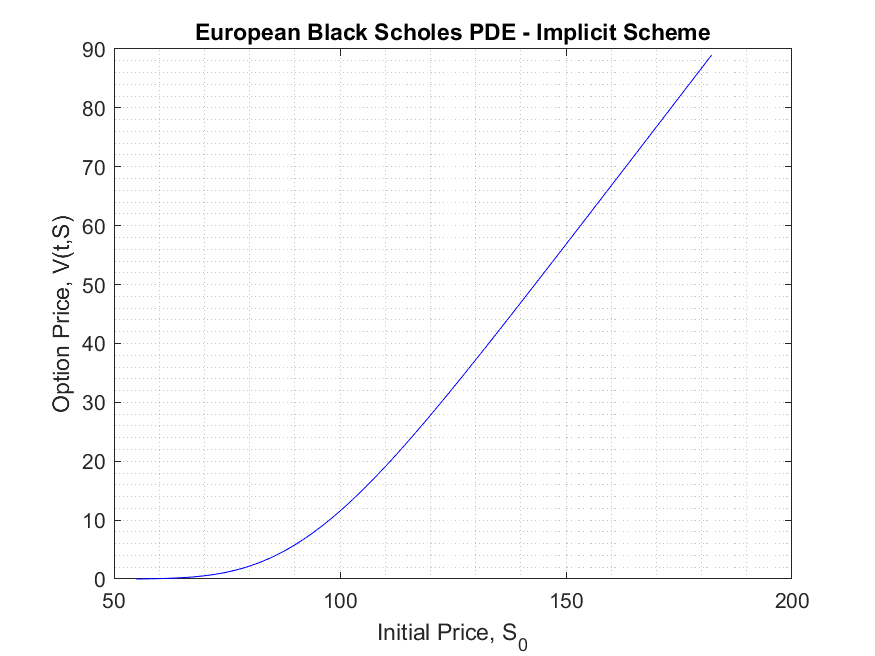 European Black Scholes PDE - Implicit Scheme
90
80
70
60
50
40
30
20
10
0
Option Price, V(t,S)
50 100 150 200
Initial Price, S_0